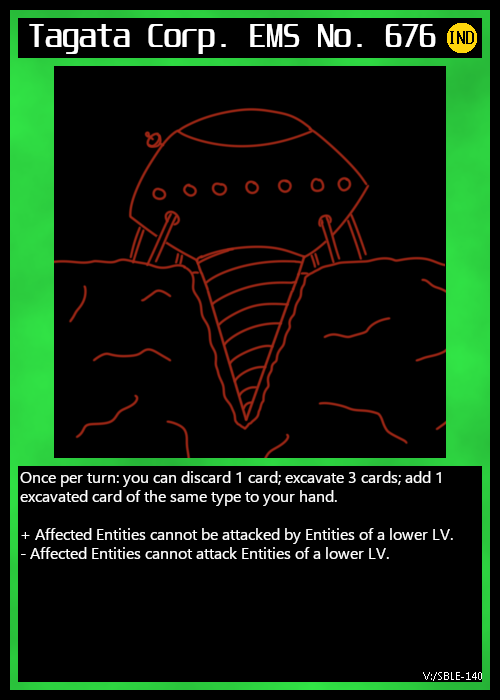 Tagata Corp. EMS No. 676 IND
Once per turn: you can discard 1 card; excavate 3 cards; add 1
excavated card of the same type to your hand.
+ Affected Entities cannot be attacked by Entities of a lower LV.
- Affected Entities cannot attack Entities of a lower LV.
V:/SBLE-140